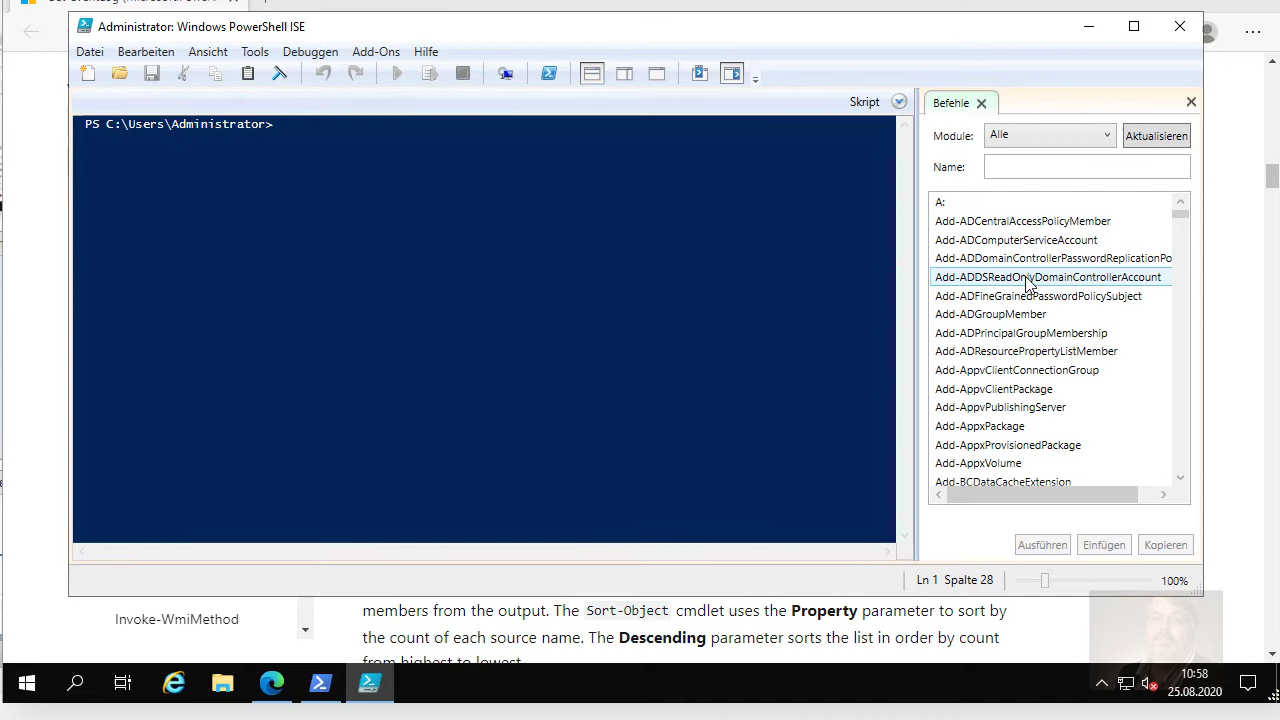 Administrator: Windows PowerShell ISE
Datei Bearbeiten Ansicht Tools Debuggen Add-Ons Hilfe
Skript
PS C:\Users\Administrator>
Befehle
Module: Alle Aktualisieren
Name:
A:
Add-ADCentralAccessPolicyMember
Add-ADComputerServiceAccount
Add-ADDomainControllerPasswordReplicationPo
Add-ADDSReadOnlyDomainControllerAccount
Add-ADFineGrainedPasswordPolicySubject
Add-ADGroupMember
Add-ADPrincipalGroupMembership
Add-ADResourcePropertyListMember
Add-AppvClientConnectionGroup
Add-AppvClientPackage
Add-AppvPublishingServer
Add-AppxPackage
Add-AppxProvisionedPackage
Add-AppxVolume
Add-BCDataCacheExtension
Ausführen Einfügen Kopieren
Ln 1 Spalte 28 100%
Invoke-WmiMethod
members from the output. The Sort-Object cmdlet uses the Property parameter to sort by
the count of each source name. The Descending parameter sorts the list in order by count
from highest to lowest.
10:58
25.08.2020